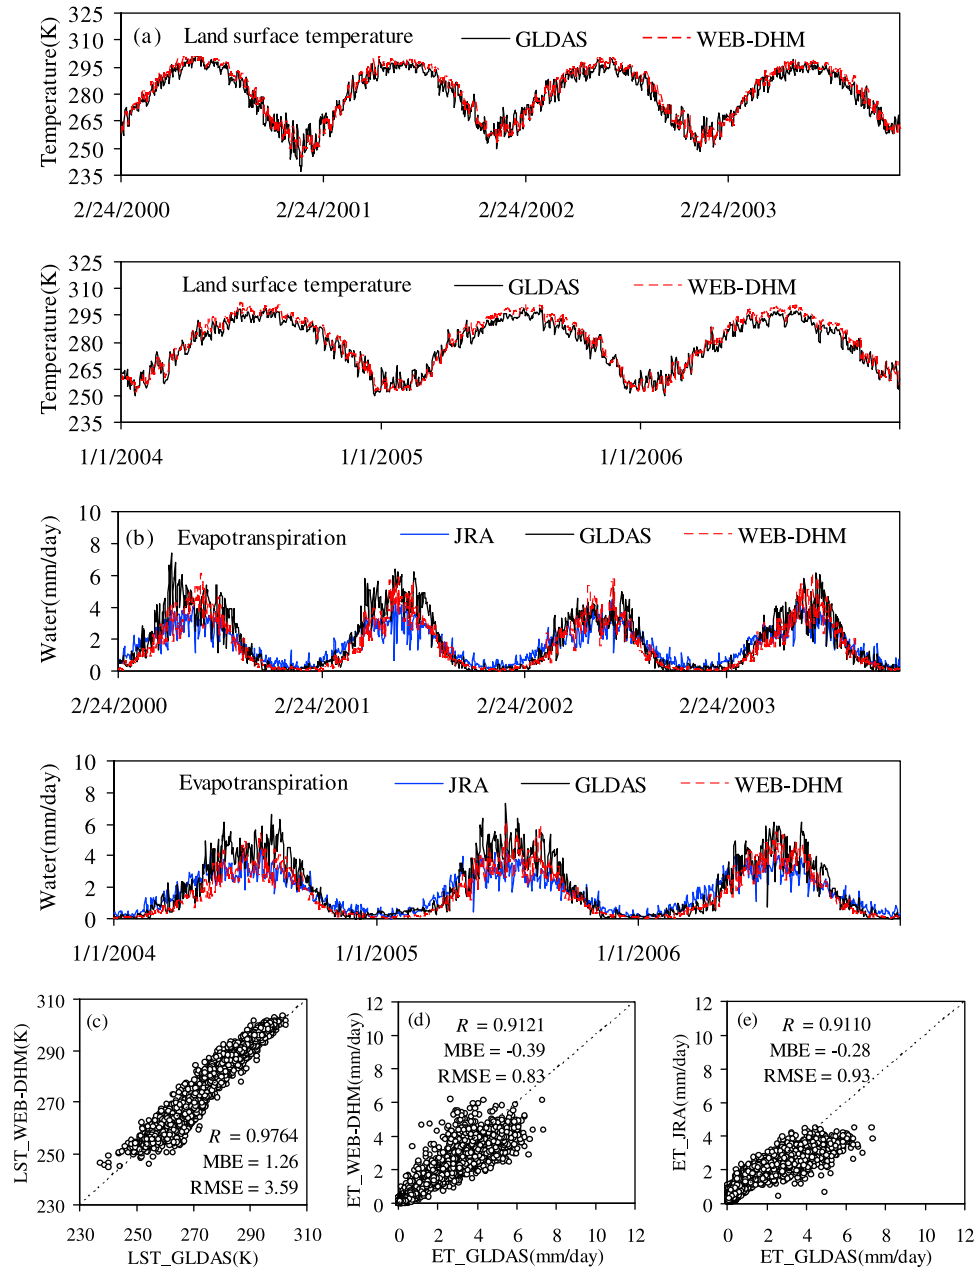 (a) Land surface temperature GLDAS WEB-DHM
Temperature(K)
325
310
295
280
265
250
235
2/24/2000 2/24/2001 2/24/2002 2/24/2003
Land surface temperature GLDAS WEB-DHM
Temperature(K)
325
310
295
280
265
250
235
1/1/2004 1/1/2005 1/1/2006
(b) Evapotranspiration JRA GLDAS WEB-DHM
Water(mm/day)
10
8
6
4
2
0
2/24/2000 2/24/2001 2/24/2002 2/24/2003
Evapotranspiration JRA GLDAS WEB-DHM
Water(mm/day)
10
8
6
4
2
0
1/1/2004 1/1/2005 1/1/2006
(c)
LST_WEB-DHM(K)
310
290
270
250
230
R = 0.9764
MBE = 1.26
RMSE = 3.59
230 250 270 290 310
LST_GLDAS(K)
(d)
ET_WEB-DHM(mm/day)
12
10
8
6
4
2
0
R = 0.9121
MBE = -0.39
RMSE = 0.83
0 2 4 6 8 10 12
ET_GLDAS(mm/day)
(e)
ET_JRA(mm/day)
12
10
8
6
4
2
0
R = 0.9110
MBE = -0.28
RMSE = 0.93
0 2 4 6 8 10 12
ET_GLDAS(mm/day)